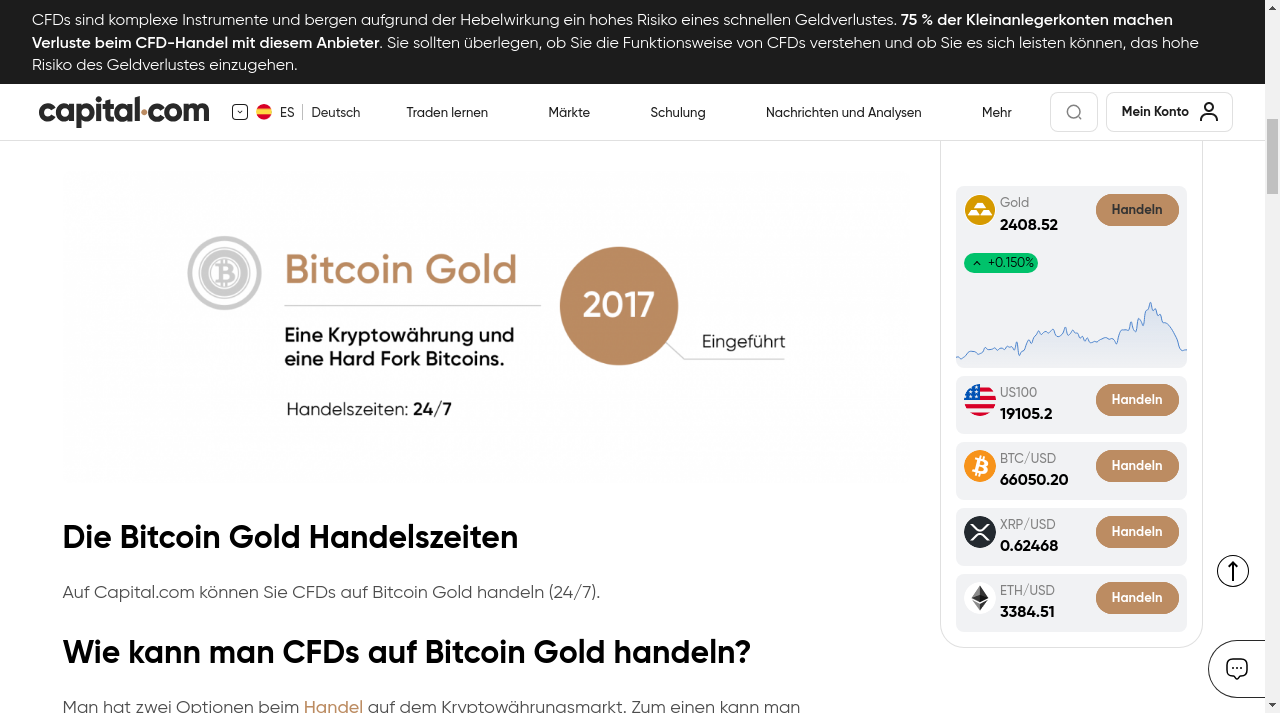 CFDs sind komplexe Instrumente und bergen aufgrund der Hebelwirkung ein hohes Risiko eines schnellen Geldverlustes. 75 % der Kleinanlegerkonten machen
Verluste beim CFD-Handel mit diesem Anbieter. Sie sollten überlegen, ob Sie die Funktionsweise von CFDs verstehen und ob Sie es sich leisten können, das hohe
Risiko des Geldverlustes einzugehen.
capital.com
ES
Deutsch
Traden lernen
Märkte
Schulung
Nachrichten und Analysen
Mehr
Mein Konto
Bitcoin Gold
Eine Kryptowährung und
eine Hard Fork Bitcoins.
Handelszeiten: 24/7
2017
Eingeführt
Gold
2408.52
Handeln
+0.150%
US100
19105.2
Handeln
BTC/USD
66050.20
Handeln
XRP/USD
0.62468
Handeln
ETH/USD
3384.51
Handeln
Die Bitcoin Gold Handelszeiten
Auf Capital.com können Sie CFDs auf Bitcoin Gold handeln (24/7).
Wie kann man CFDs auf Bitcoin Gold handeln?
Man hat zwei Optionen beim Handel auf dem Kryptowährungsmarkt. Zum einen kann man